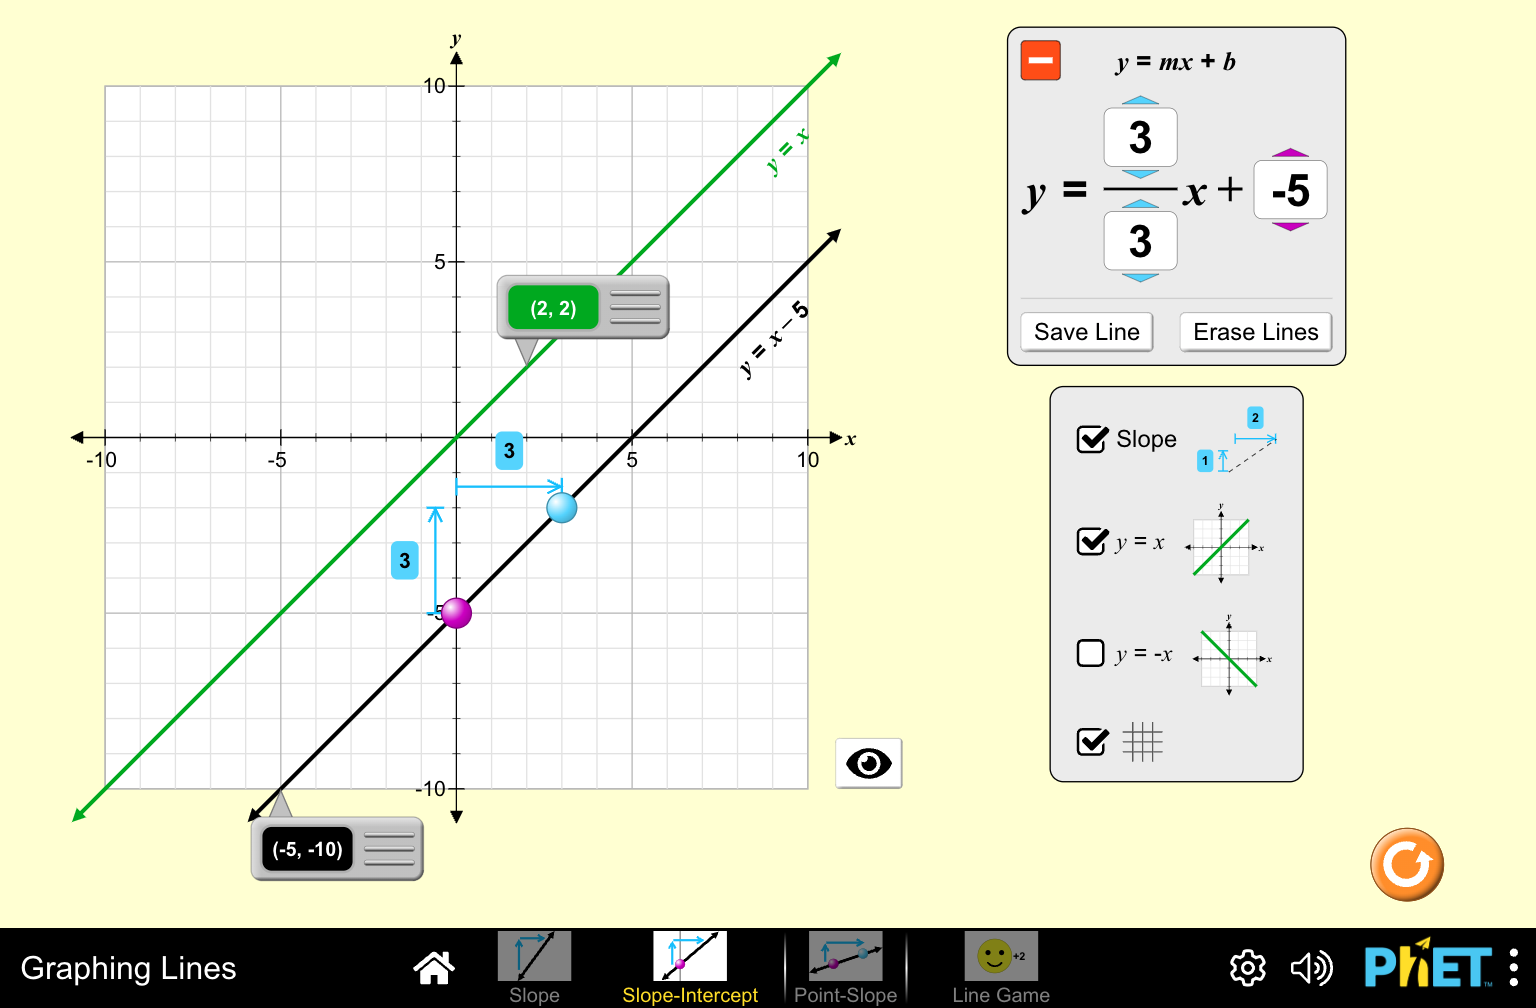 y
10
y = x
5
(2, 2)
y = x − 5
x
-10
-5
5
10
3
3
-5
-10
(-5, -10)
y = mx + b
3
y = x + -5
3
Save Line
Erase Lines
2
Slope
1
y
y = x
x
y
y = -x
x
Graphing Lines
Slope
Slope-Intercept
Point-Slope
+2
Line Game
PhET